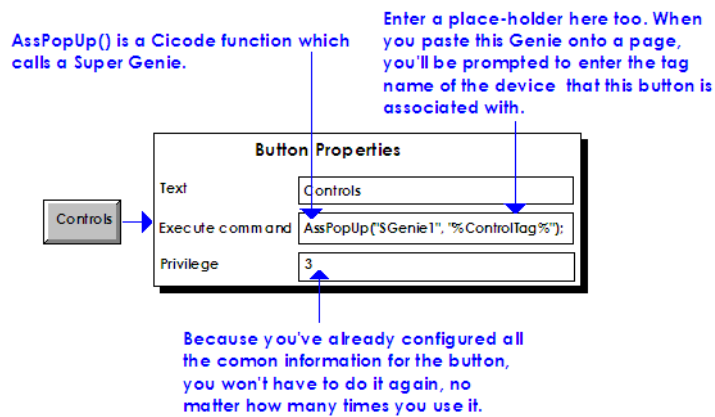 AssPopUp() is a Cicode function which
calls a Super Genie.
Enter a place-holder here too. When
you paste this Genie onto a page,
you'll be prompted to enter the tag
name of the device that this button is
associated with.
Button Properties
Text
Controls
Controls
Execute command
AssPopUp("SGenie1", "%ControlTag%");
Privilege
3
Because you've already configured all
the comon information for the button,
you won't have to do it again, no
matter how many times you use it.